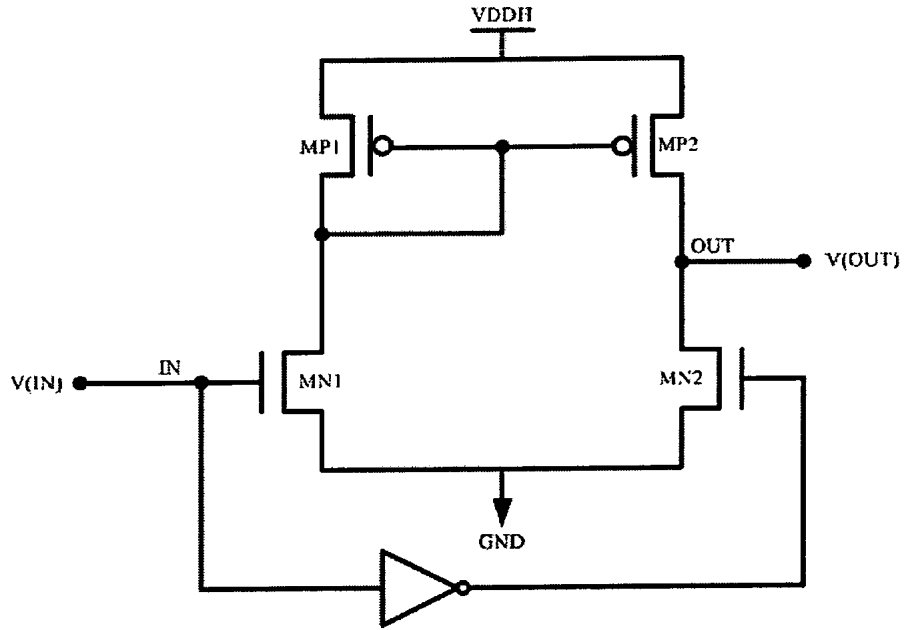 VDDH
MP1
MP2
OUT
V(OUT)
IN
V(IN)
MN1
MN2
GND